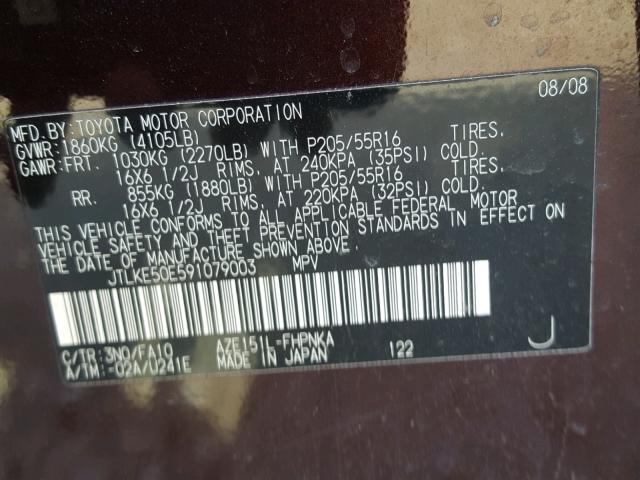 08/08
MFD.BY:TOYOTA MOTOR CORPORATION
GVWR:1860KG (4105LB)
GAWR:FRT. 1030KG (2270LB) WITH P205/55R16 TIRES,
16X6 1/2J RIMS, AT 240KPA (35PSI) COLD.
RR. 855KG (1880LB) WITH P205/55R16 TIRES,
16X6 1/2J RIMS, AT 220KPA (32PSI) COLD.
THIS VEHICLE CONFORMS TO ALL APPLICABLE FEDERAL MOTOR
VEHICLE SAFETY AND THEFT PREVENTION STANDARDS IN EFFECT ON
THE DATE OF MANUFACTURE SHOWN ABOVE.
JTLKE50E591079003 MPV
C/TR:3N0/FA10 AZE151L-FHPNKA 122
A/TM:-02A/U241E MADE IN JAPAN
J